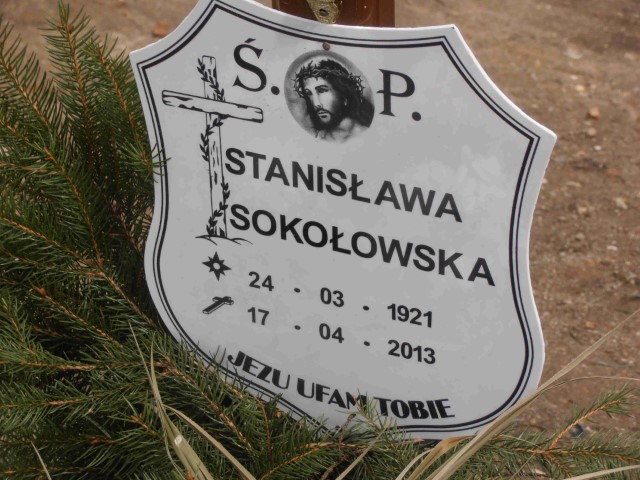 Ś. P.
STANISŁAWA
SOKOŁOWSKA
24 · 03 · 1921
17 · 04 · 2013
JEZU UFAM TOBIE